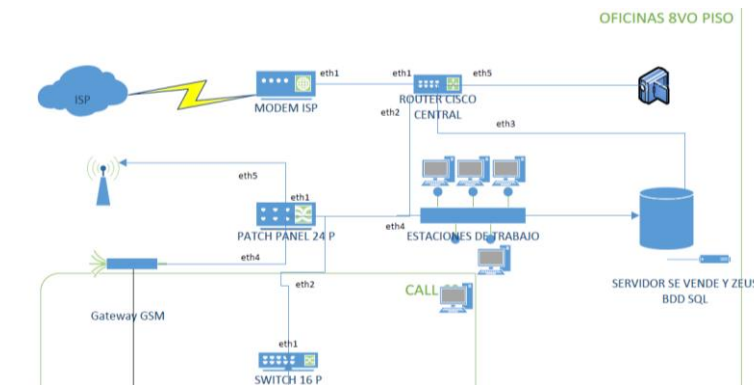 OFICINAS 8VO PISO
ISP
eth1
eth1
eth5
MODEM ISP
ROUTER CISCO
CENTRAL
eth2
eth3
eth5
eth1
PATCH PANEL 24 P
eth4
ESTACIONES DE TRABAJO
eth4
eth2
CALL
SERVIDOR SE VENDE Y ZEUS
BDD SQL
Gateway GSM
eth1
SWITCH 16 P